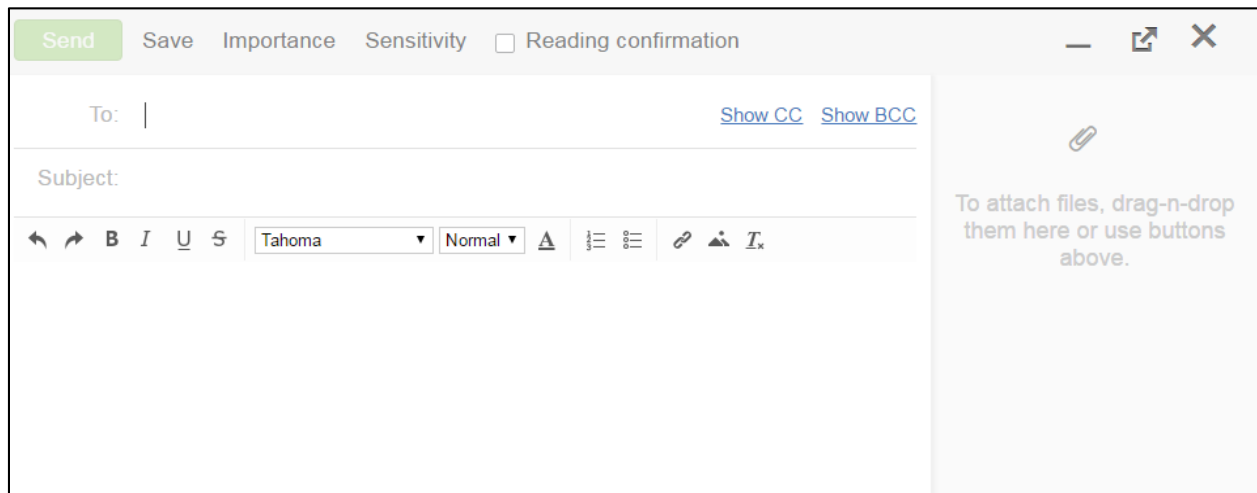 Send Save Importance Sensitivity Reading confirmation
To: Show CC Show BCC
Subject:
B I U S Tahoma Normal A
To attach files, drag-n-drop
them here or use buttons
above.